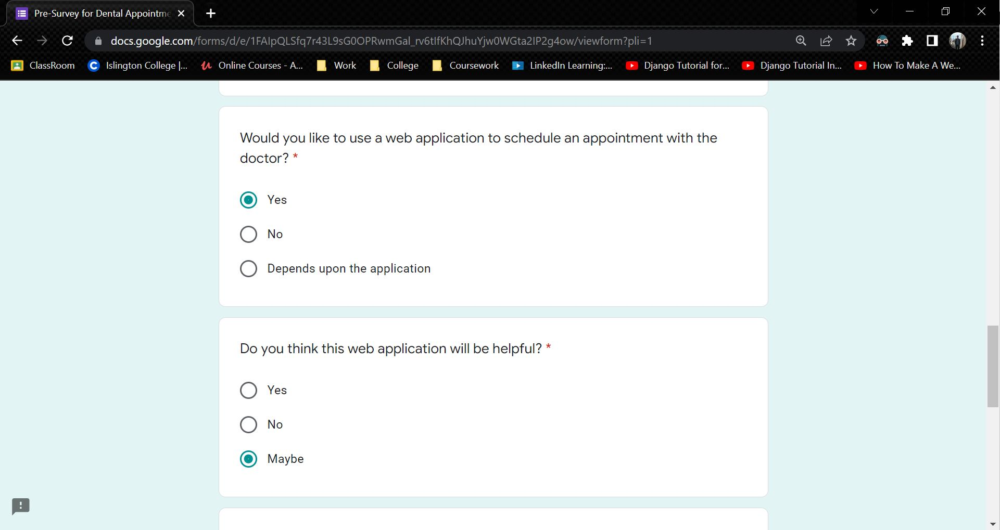 Pre-Survey for Dental Appointme
docs.google.com/forms/d/e/1FAIpQLSfq7r43L9sG0OPRwmGal_rv6tIfKhQJhuYjw0WGta2IP2g4ow/viewform?pli=1
ClassRoom Islington College |... Online Courses - A... Work College Coursework LinkedIn Learning:... Django Tutorial for... Django Tutorial In... How To Make A We...
Would you like to use a web application to schedule an appointment with the
doctor? *
Yes
No
Depends upon the application
Do you think this web application will be helpful? *
Yes
No
Maybe